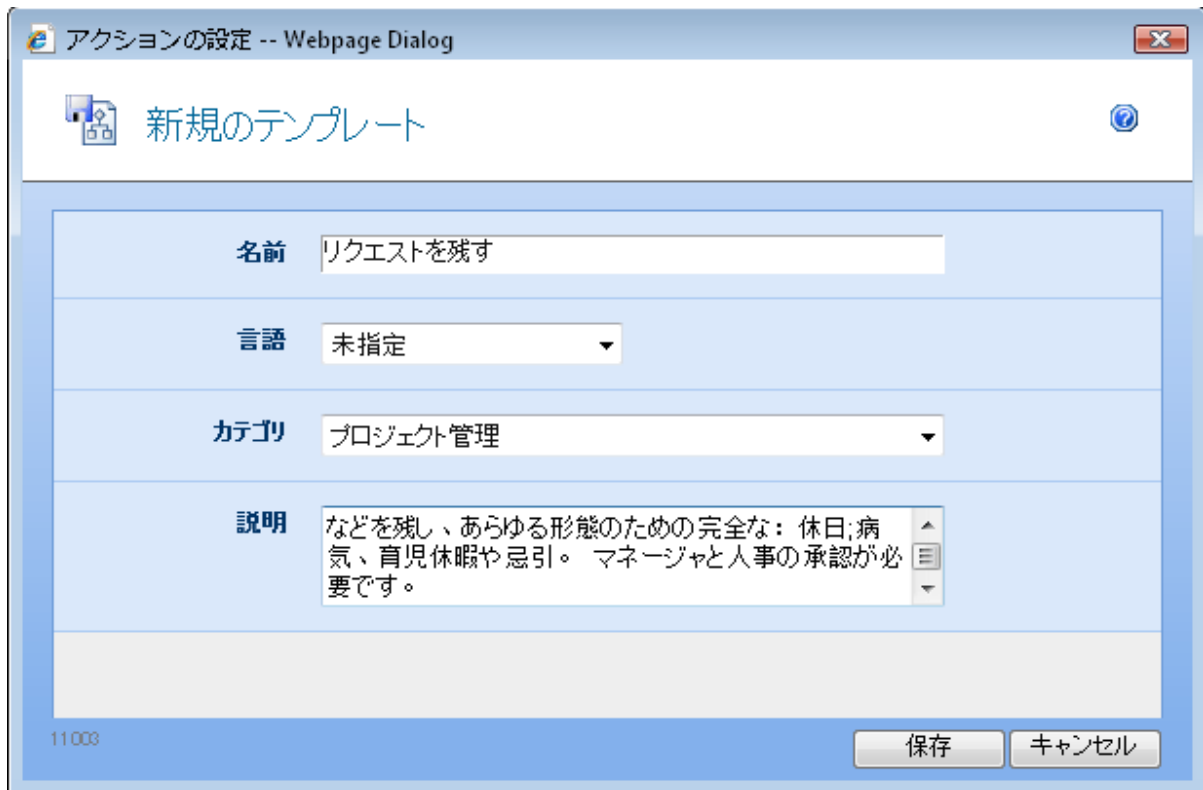 アクションの設定 -- Webpage Dialog
新規のテンプレート
名前 リクエストを残す
言語 未指定
カテゴリ プロジェクト管理
説明 などを残し、あらゆる形態のための完全な： 休日;病
気、育児休暇や忌引。 マネージャと人事の承認が必
要です。
11003
保存 キャンセル